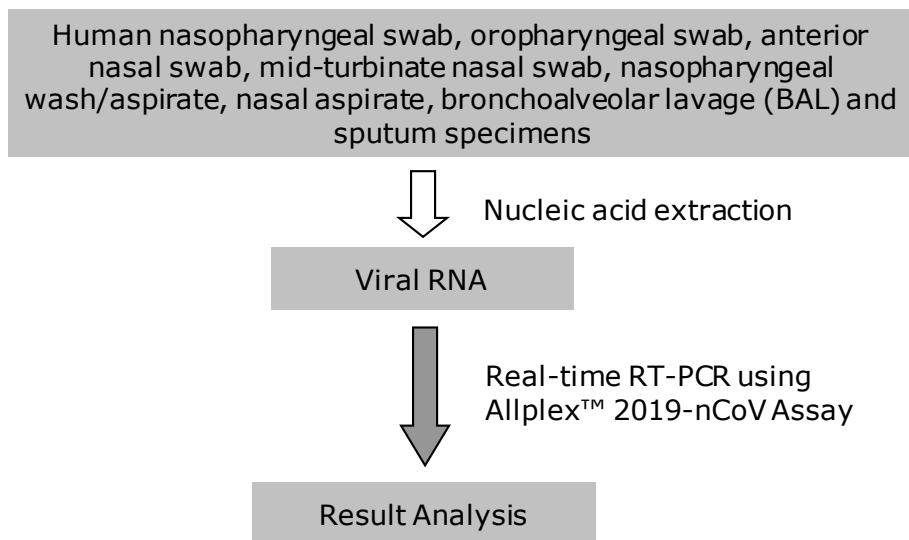 Human nasopharyngeal swab, oropharyngeal swab, anterior
nasal swab, mid-turbinate nasal swab, nasopharyngeal
wash/aspirate, nasal aspirate, bronchoalveolar lavage (BAL) and
sputum specimens
Nucleic acid extraction
Viral RNA
Real-time RT-PCR using
Allplex™ 2019-nCoV Assay
Result Analysis